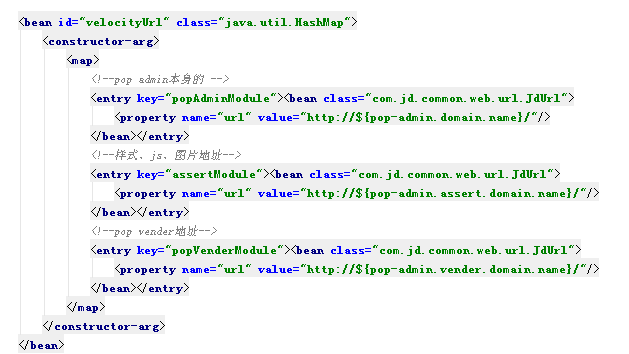 <bean id="velocityUrl" class="java.util.HashMap">
<constructor-arg>
<map>
<!--pop admin本身的 -->
<entry key="popAdminModule"><bean class="com.jd.common.web.url.JdUrl">
<property name="url" value="http://${pop-admin.domain.name}/"/>
</bean></entry>
<!--样式、js、图片地址-->
<entry key="assertModule"><bean class="com.jd.common.web.url.JdUrl">
<property name="url" value="http://${pop-admin.assert.domain.name}/"/>
</bean></entry>
<!--pop vender地址-->
<entry key="popVenderModule"><bean class="com.jd.common.web.url.JdUrl">
<property name="url" value="http://${pop-admin.vender.domain.name}/"/>
</bean></entry>
</map>
</constructor-arg>
</bean>